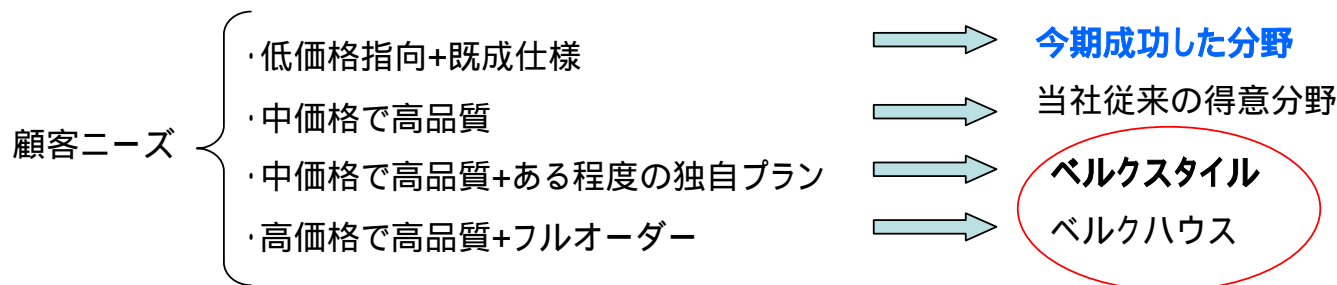 顧客ニーズ
・低価格指向+既成仕様
今期成功した分野
・中価格で高品質
当社従来の得意分野
・中価格で高品質+ある程度の独自プラン
ベルクスタイル
・高価格で高品質+フルオーダー
ベルクハウス